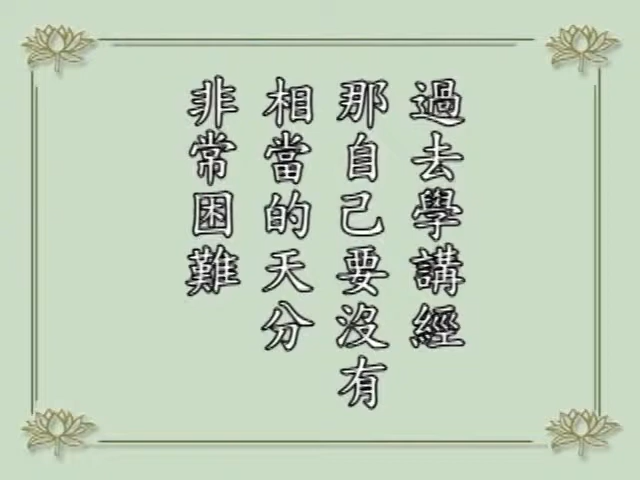 過去學講經
那自己要沒有
相當的天分
非常困難